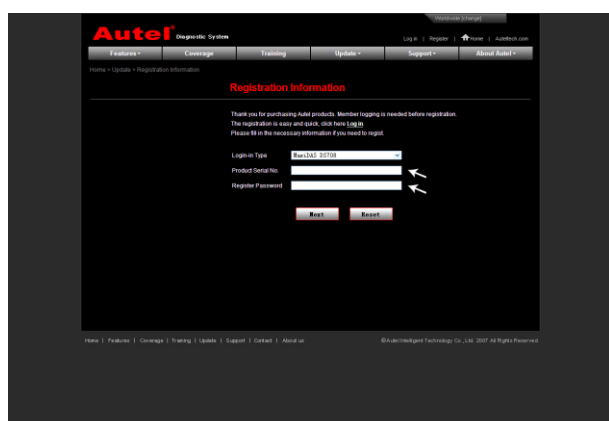 Worldwide [change]
Autel Diagnostic System
Log in | Register | Home | Auteltech.com
Features Coverage Training Update Support About Autel
Home > Update > Registration Information
Registration Information
Thank you for purchasing Autel products. Member logging is needed before registration.
The registration is easy and quick, click here Log in.
Please fill in the necessary information if you need to regist.
Login-in Type MaxiDAS DS708
Product Serial No.
Register Password
Next Reset
Home | Features | Coverage | Training | Update | Support | Contact | About us ©Autel Intelligent Technology Co., Ltd. 2007 All Rights Reserved.